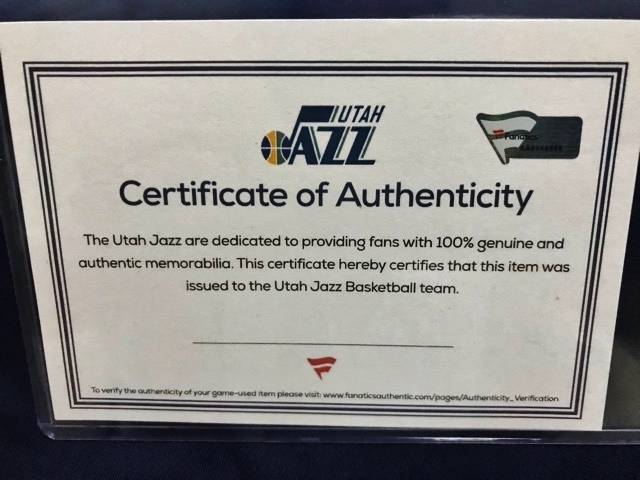 UTAH
JAZZ
Fanatics
Certificate of Authenticity
The Utah Jazz are dedicated to providing fans with 100% genuine and
authentic memorabilia. This certificate hereby certifies that this item was
issued to the Utah Jazz Basketball team.
To verify the authenticity of your game-used item please visit: www.fanaticsauthentic.com/pages/Authenticity_Verification